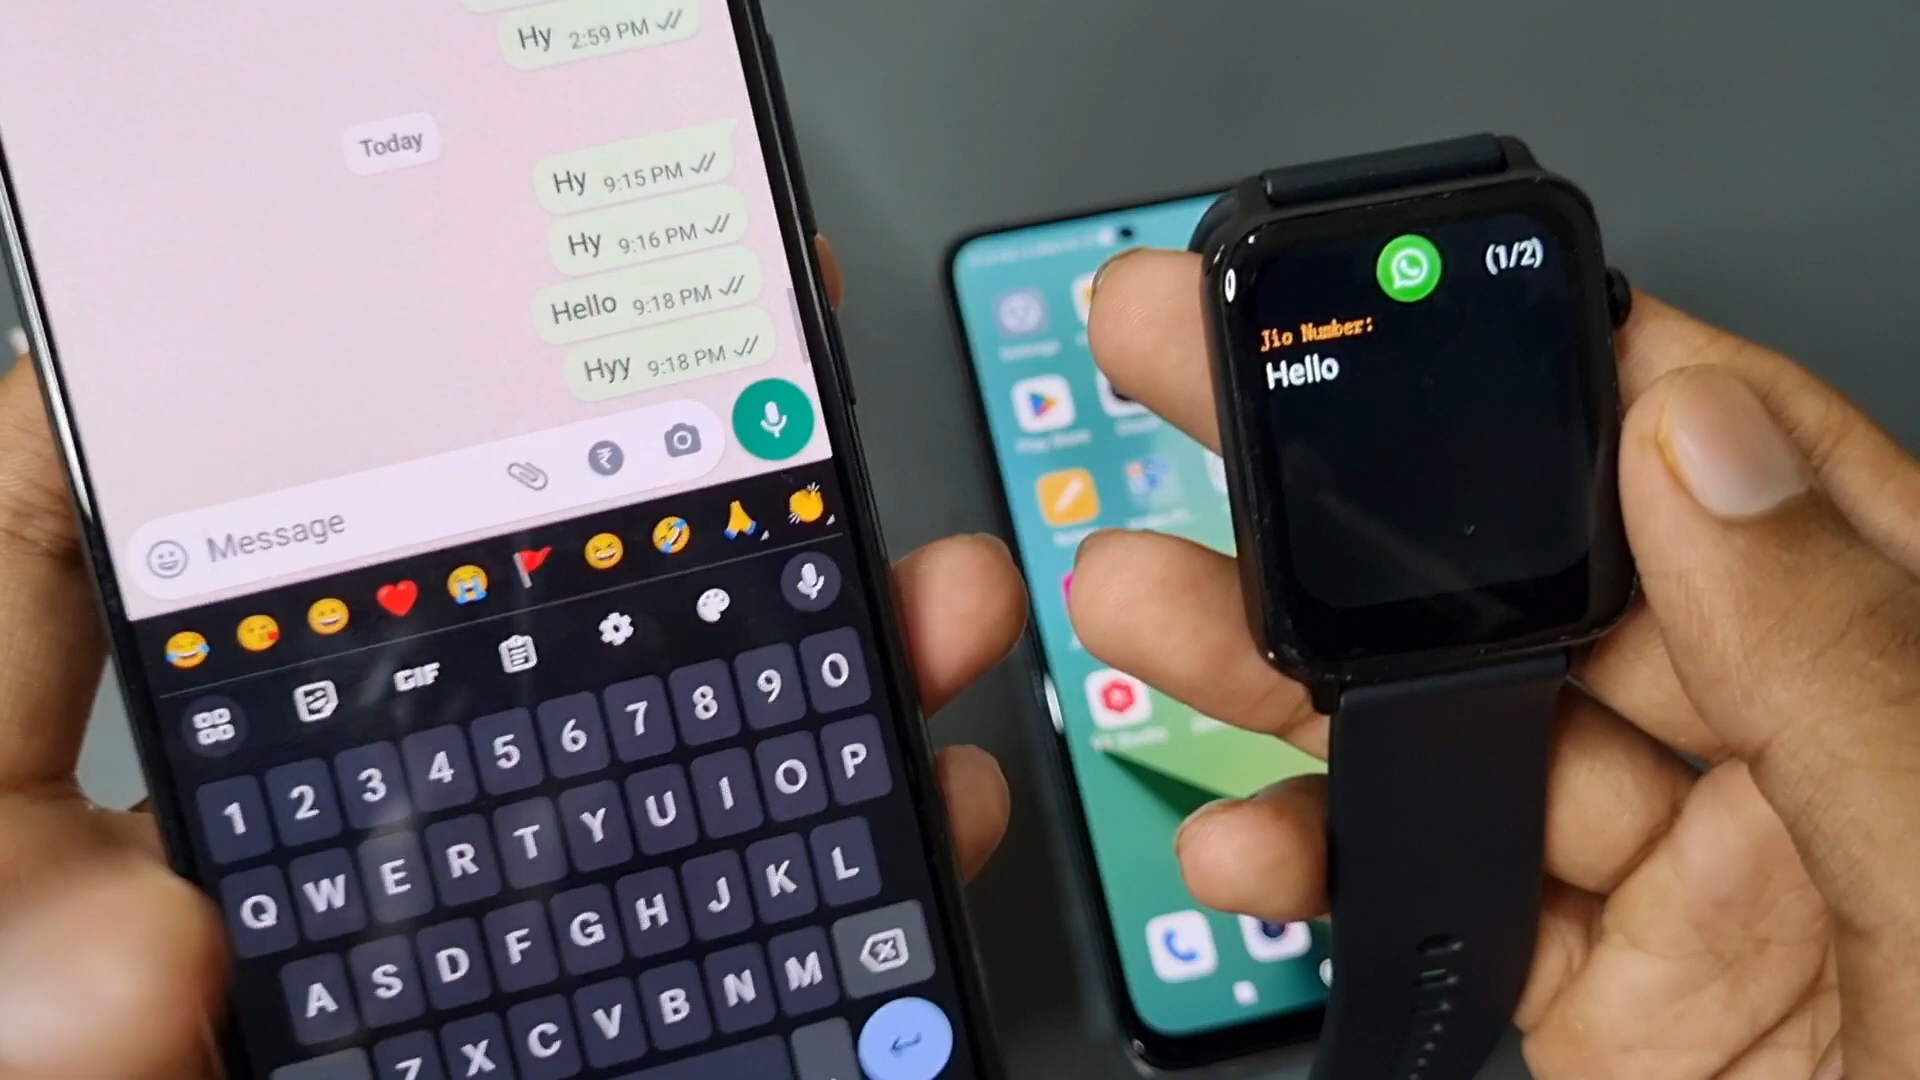 Hy 2:59 PM
Today
Hy 9:15 PM
Hy 9:16 PM
Hello 9:18 PM
Hyy 9:18 PM
₹
Message
GIF
1 2 3 4 5 6 7 8 9 0
Q W E R T Y U I O P
A S D F G H J K L
Z X C V B N M
(1/2)
Jio Number:
Hello
Play Store